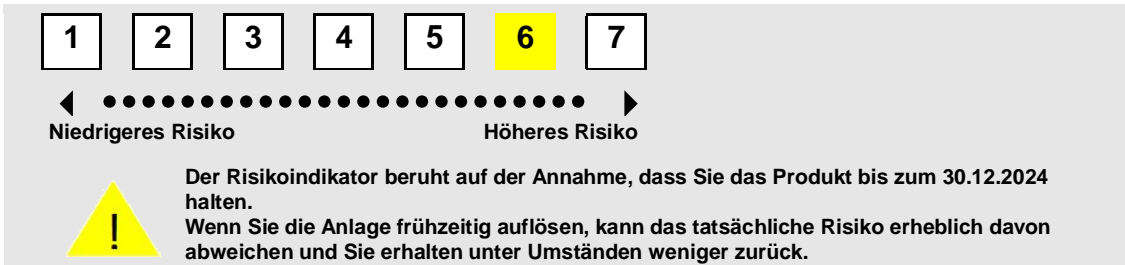 1 2 3 4 5 6 7
Niedrigeres Risiko Höheres Risiko
Der Risikoindikator beruht auf der Annahme, dass Sie das Produkt bis zum 30.12.2024
halten.
Wenn Sie die Anlage frühzeitig auflösen, kann das tatsächliche Risiko erheblich davon
! abweichen und Sie erhalten unter Umständen weniger zurück.